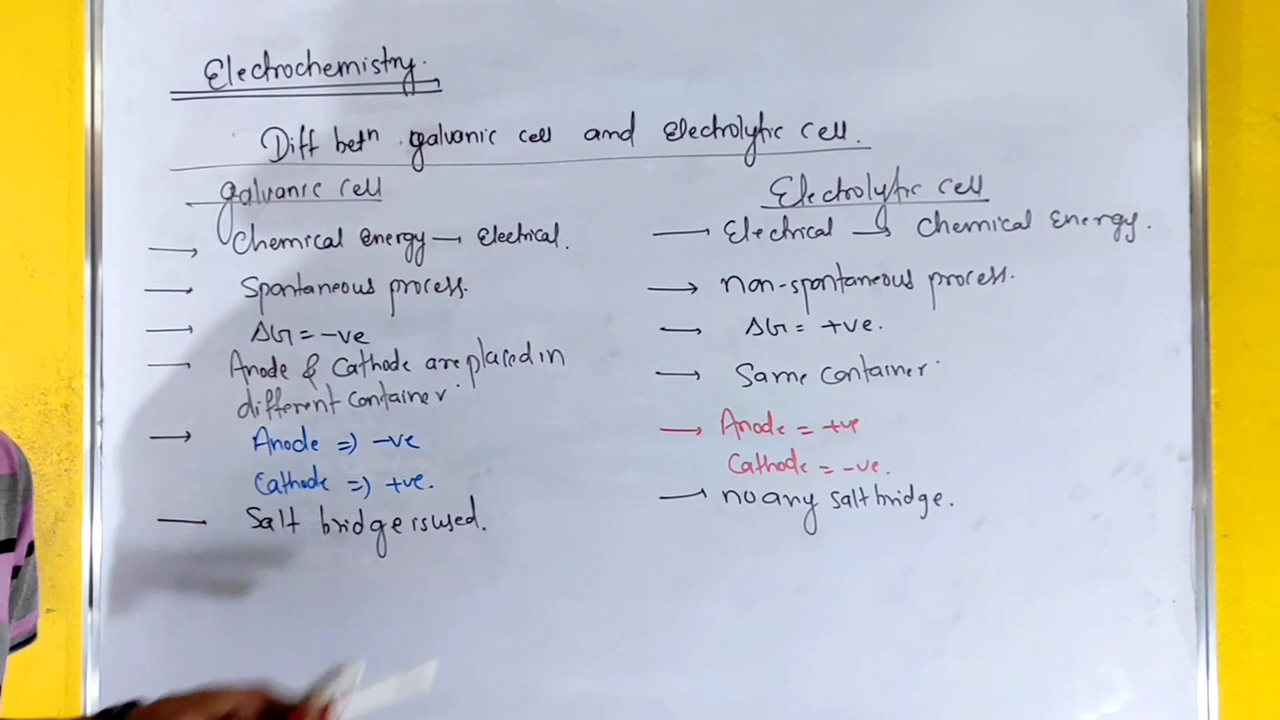 Electrochemistry.
Diff betn galvanic cell and Electrolytic cell.
galvanic cell
→ Chemical Energy → Electrical.
→ Spontaneous process.
→ ΔG = -ve
→ Anode & Cathode are placed in
different container.
→ Anode => -ve
Cathode => +ve.
— Salt bridge is used.
Electrolytic cell
→ Electrical → Chemical Energy.
→ non-spontaneous process.
→ ΔG = +ve.
→ Same container.
→ Anode = +ve
Cathode = -ve.
→ no any salt bridge.